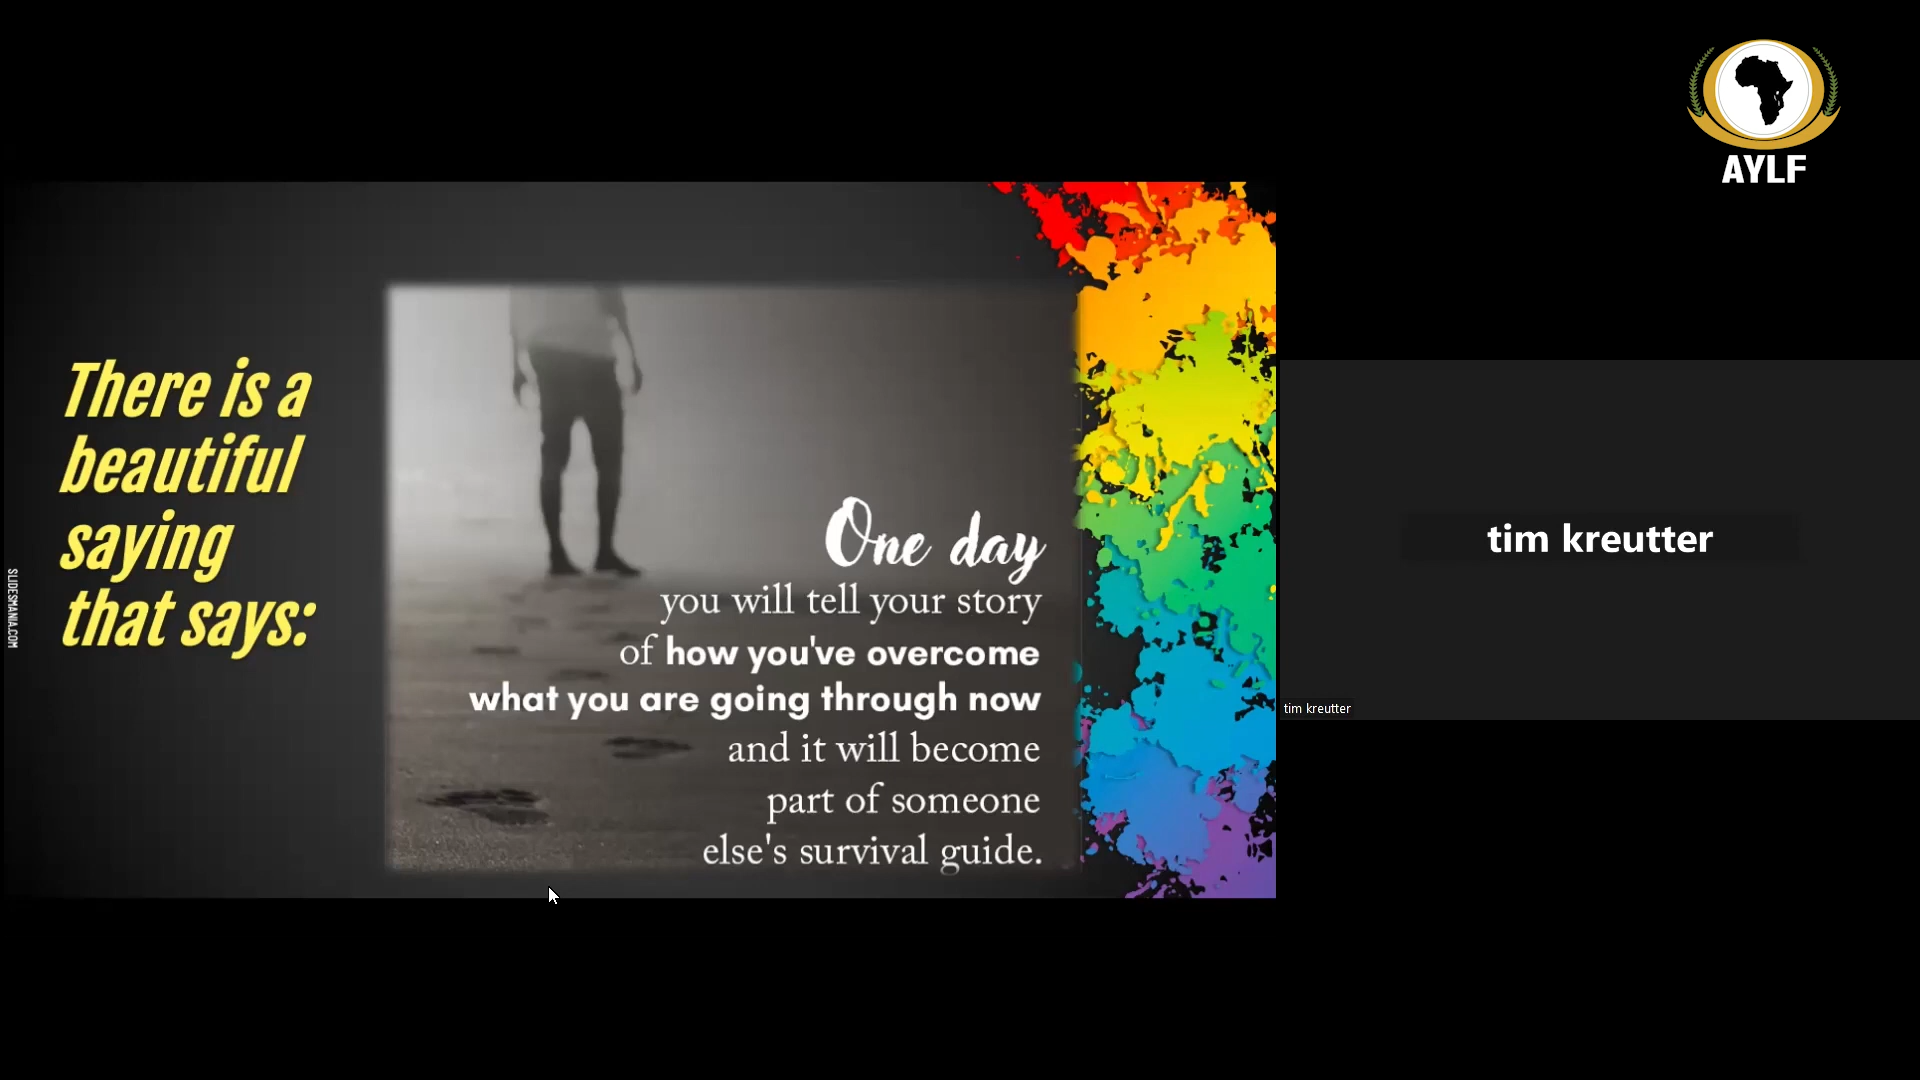 AYLF
There is a
beautiful
saying
that says:
One day
you will tell your story
of how you've overcome
what you are going through now
and it will become
part of someone
else's survival guide.
SLIDESMANIA.COM
tim kreutter
tim kreutter